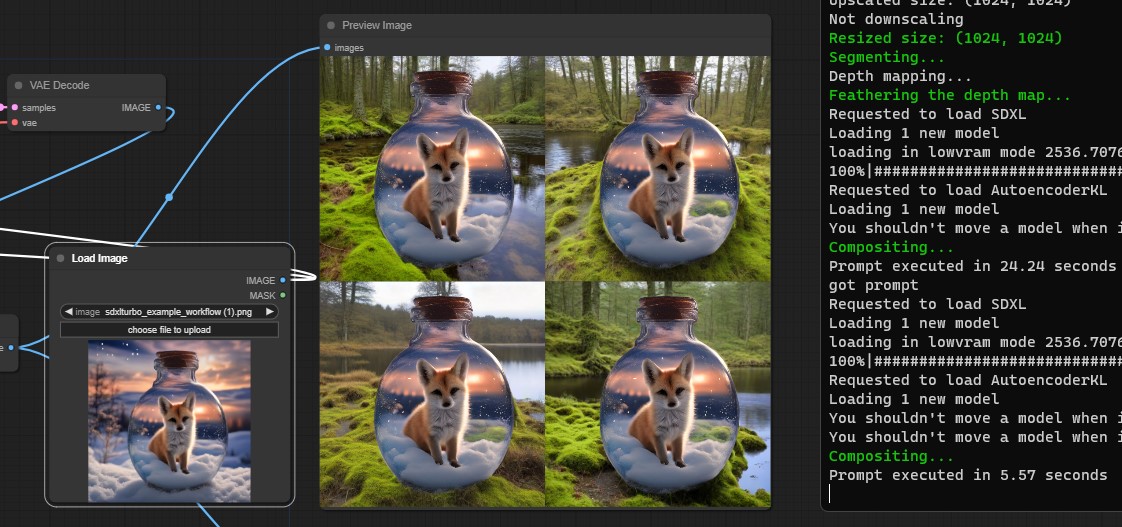 Preview Image
images
VAE Decode
samples
IMAGE
vae
Load Image
IMAGE
MASK
image sdxlturbo_example_workflow (1).png
choose file to upload
Upscaled size: (1024, 1024)
Not downscaling
Resized size: (1024, 1024)
Segmenting...
Depth mapping...
Feathering the depth map...
Requested to load SDXL
Loading 1 new model
loading in lowvram mode 2536.7076
100%|###########################
Requested to load AutoencoderKL
Loading 1 new model
You shouldn't move a model when i
Compositing...
Prompt executed in 24.24 seconds
got prompt
Requested to load SDXL
Loading 1 new model
loading in lowvram mode 2536.7076
100%|###########################
Requested to load AutoencoderKL
Loading 1 new model
You shouldn't move a model when i
You shouldn't move a model when i
Compositing...
Prompt executed in 5.57 seconds